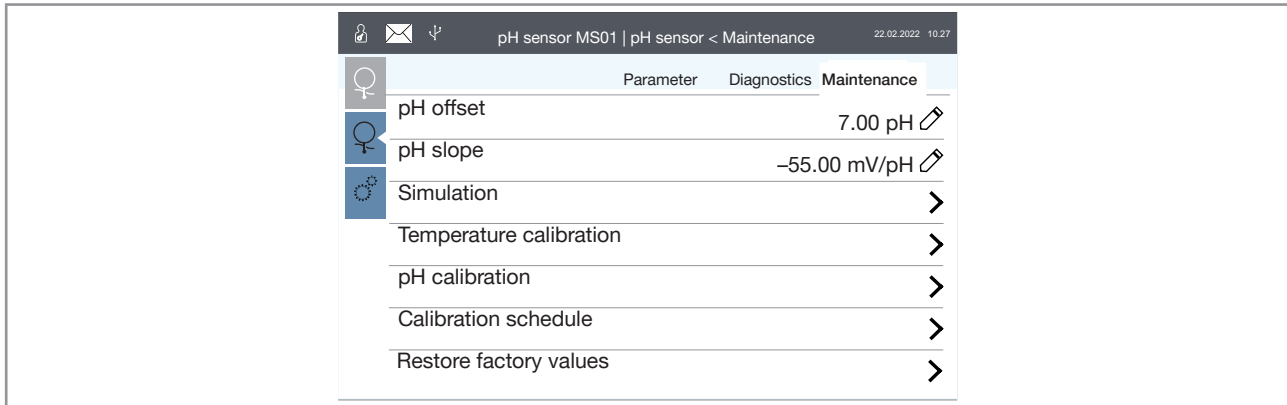 pH sensor MS01 | pH sensor < Maintenance 22.02.2022 10.27
Parameter Diagnostics Maintenance
pH offset 7.00 pH
pH slope –55.00 mV/pH
Simulation
Temperature calibration
pH calibration
Calibration schedule
Restore factory values